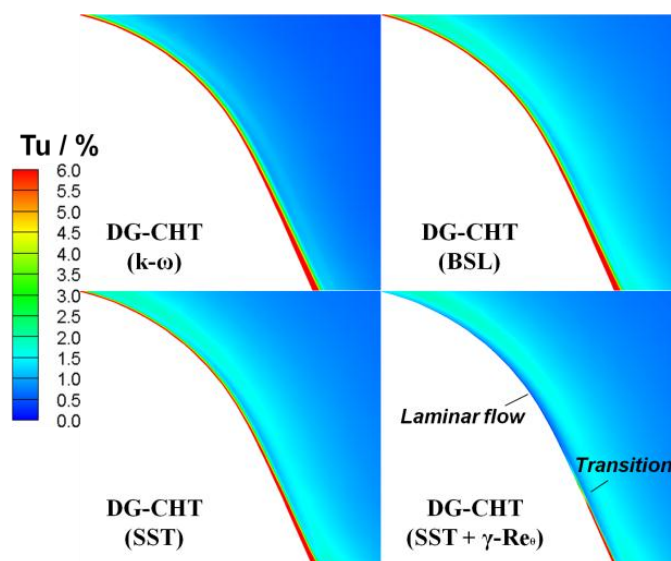 Tu / %
6.0
5.5
5.0
4.5
4.0
3.5
3.0
2.5
2.0
1.5
1.0
0.5
0.0
DG-CHT
(k-ω)
DG-CHT
(BSL)
DG-CHT
(SST)
Laminar flow
Transition
DG-CHT
(SST + γ-Reθ)